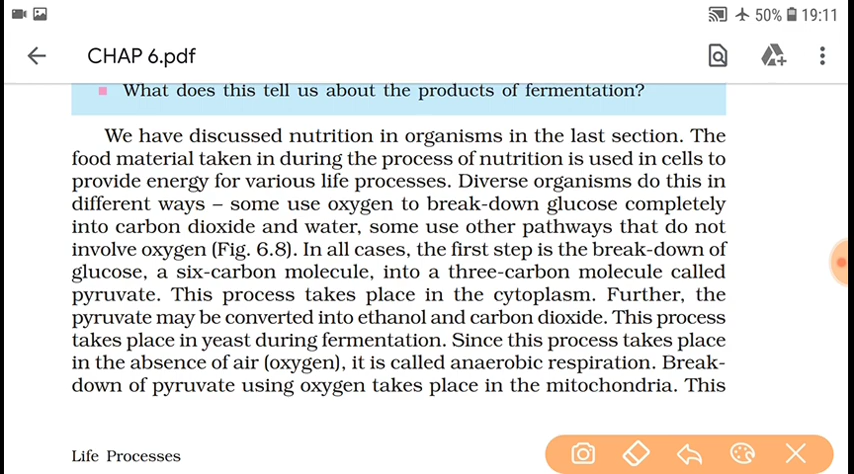 50% 19:11
CHAP 6.pdf
What does this tell us about the products of fermentation?
We have discussed nutrition in organisms in the last section. The
food material taken in during the process of nutrition is used in cells to
provide energy for various life processes. Diverse organisms do this in
different ways – some use oxygen to break-down glucose completely
into carbon dioxide and water, some use other pathways that do not
involve oxygen (Fig. 6.8). In all cases, the first step is the break-down of
glucose, a six-carbon molecule, into a three-carbon molecule called
pyruvate. This process takes place in the cytoplasm. Further, the
pyruvate may be converted into ethanol and carbon dioxide. This process
takes place in yeast during fermentation. Since this process takes place
in the absence of air (oxygen), it is called anaerobic respiration. Break-
down of pyruvate using oxygen takes place in the mitochondria. This
Life Processes